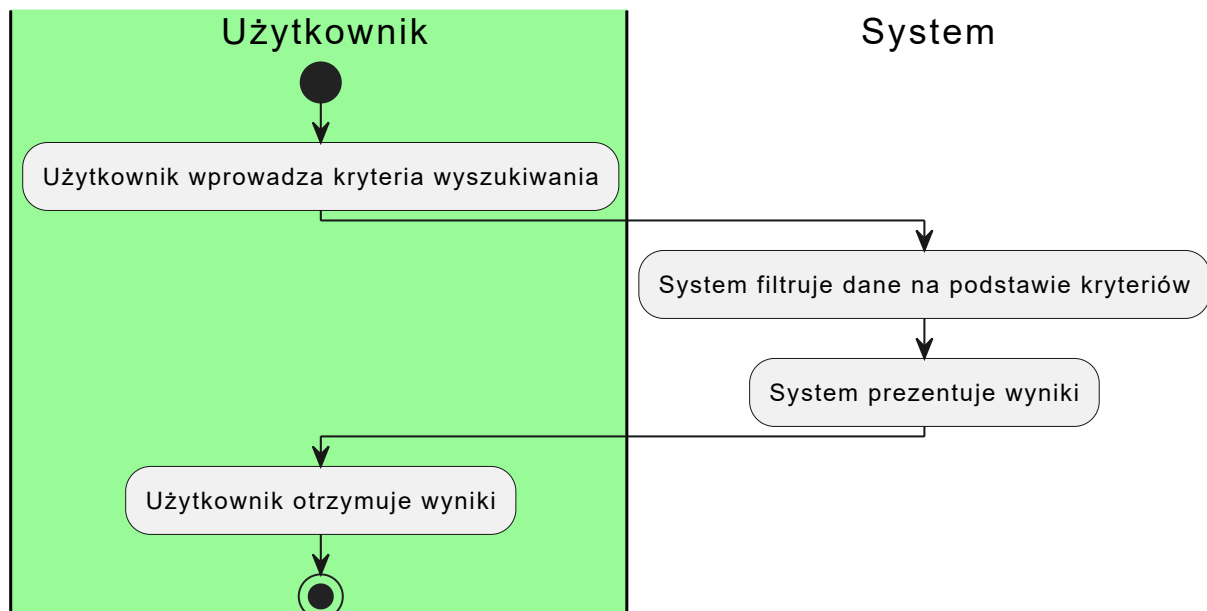 Użytkownik
System
Użytkownik wprowadza kryteria wyszukiwania
System filtruje dane na podstawie kryteriów
System prezentuje wyniki
Użytkownik otrzymuje wyniki